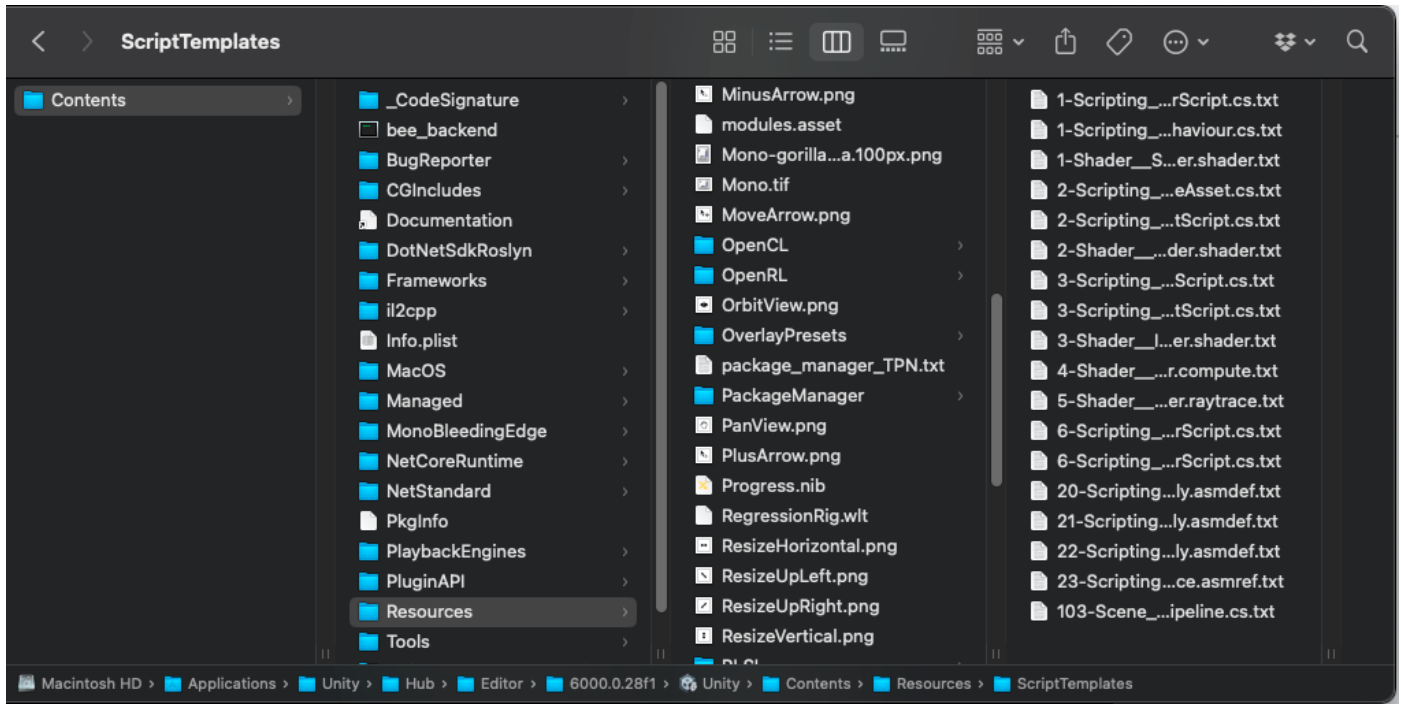 ScriptTemplates
Contents
_CodeSignature
bee_backend
BugReporter
CGIncludes
Documentation
DotNetSdkRoslyn
Frameworks
il2cpp
Info.plist
MacOS
Managed
MonoBleedingEdge
NetCoreRuntime
NetStandard
PkgInfo
PlaybackEngines
PluginAPI
Resources
Tools
MinusArrow.png
modules.asset
Mono-gorilla...a.100px.png
Mono.tif
MoveArrow.png
OpenCL
OpenRL
OrbitView.png
OverlayPresets
package_manager_TPN.txt
PackageManager
PanView.png
PlusArrow.png
Progress.nib
RegressionRig.wlt
ResizeHorizontal.png
ResizeUpLeft.png
ResizeUpRight.png
ResizeVertical.png
1-Scripting_...rScript.cs.txt
1-Scripting_...haviour.cs.txt
1-Shader__S...er.shader.txt
2-Scripting_...eAsset.cs.txt
2-Scripting_...tScript.cs.txt
2-Shader__...der.shader.txt
3-Scripting_...Script.cs.txt
3-Scripting_...tScript.cs.txt
3-Shader__I...er.shader.txt
4-Shader__...r.compute.txt
5-Shader__...er.raytrace.txt
6-Scripting_...rScript.cs.txt
6-Scripting_...rScript.cs.txt
20-Scripting...ly.asmdef.txt
21-Scripting...ly.asmdef.txt
22-Scripting...ly.asmdef.txt
23-Scripting...ce.asmref.txt
103-Scene_...ipeline.cs.txt
Macintosh HD › Applications › Unity › Hub › Editor › 6000.0.28f1 › Unity › Contents › Resources › ScriptTemplates